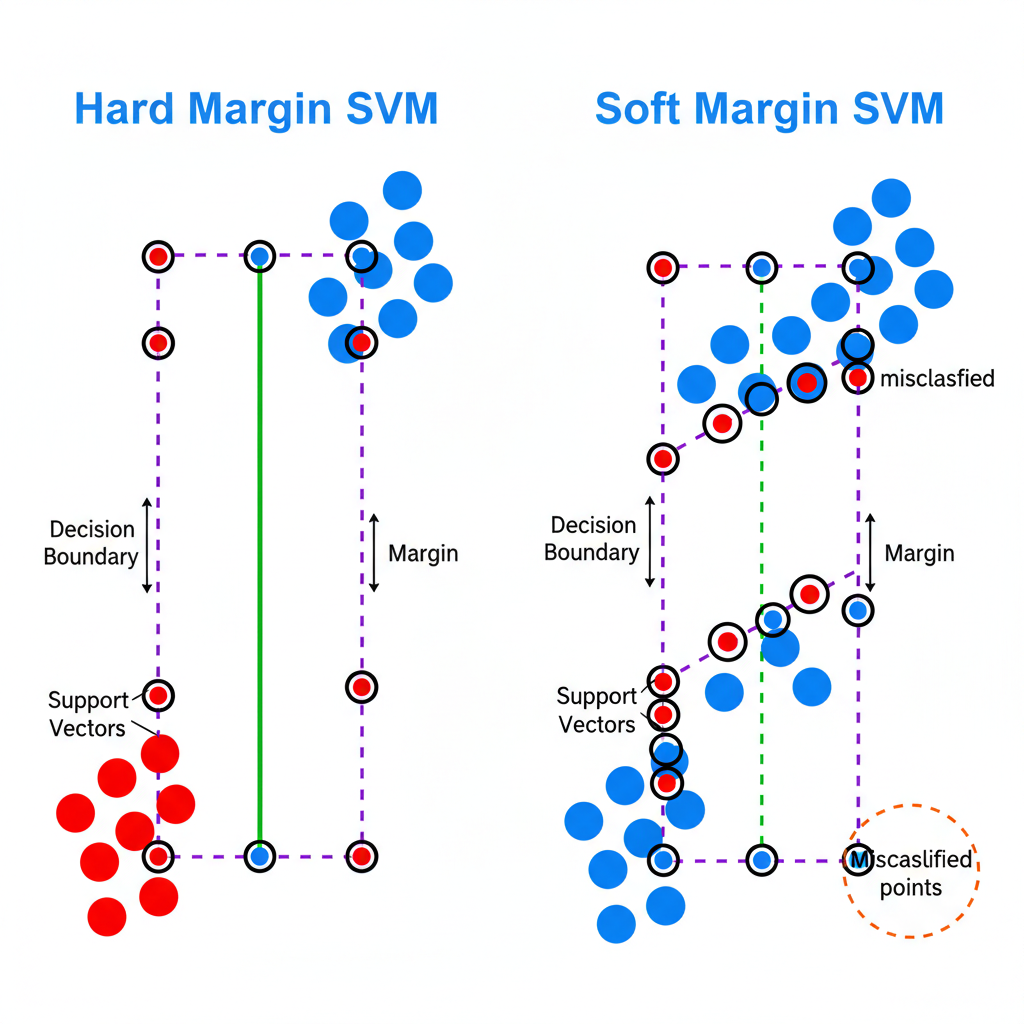 Hard Margin SVM
Decision
Boundary
Margin
Support
Vectors
Soft Margin SVM
misclasfied
Decision
Boundary
Margin
Support
Vectors
Miscaslified
points